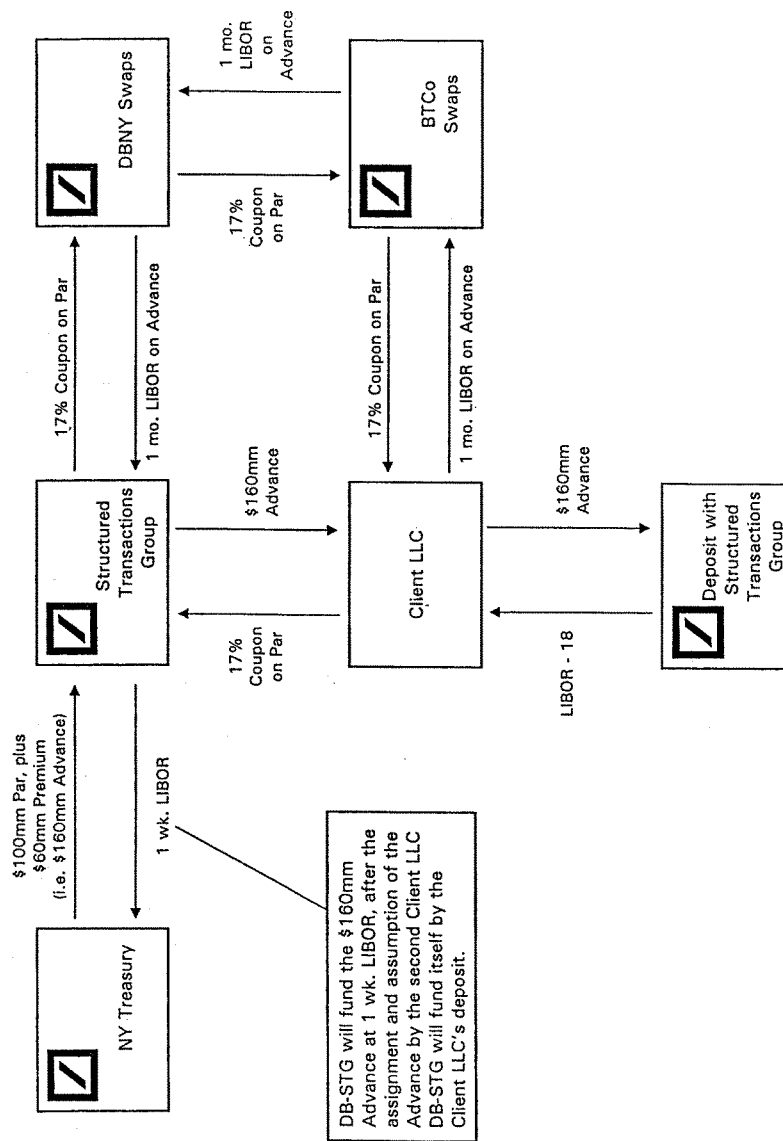 $100mm Par, plus
$60mm Premium
(i.e. $160mm Advance)
NY Treasury
1 wk. LIBOR
Structured
Transactions
Group
17% Coupon on Par
1 mo. LIBOR on Advance
DBNY Swaps
17%
Coupon
on Par
$160mm
Advance
17%
Coupon
on Par
1 mo.
LIBOR
on
Advance
Client LLC
17% Coupon on Par
1 mo. LIBOR on Advance
BTCo
Swaps
LIBOR - 18
$160mm
Advance
Deposit with
Structured
Transactions
Group
DB-STG will fund the $160mm
Advance at 1 wk. LIBOR, after the
assignment and assumption of the
Advance by the second Client LLC
DB-STG will fund itself by the
Client LLC's deposit.